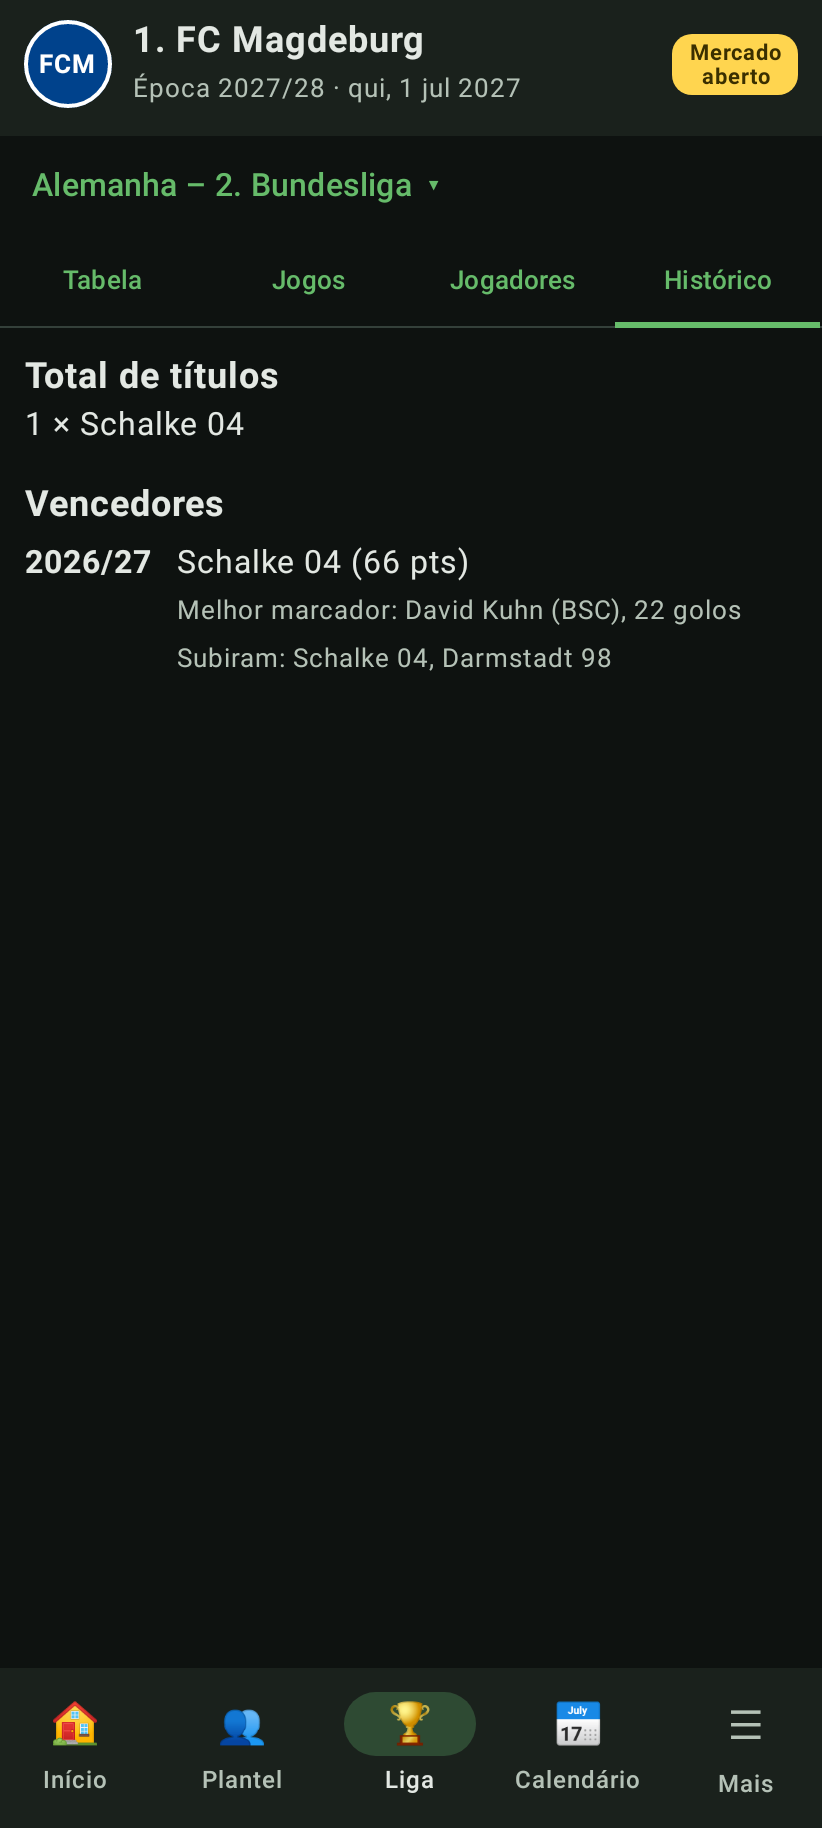 FCM
1. FC Magdeburg
Época 2027/28 · qui, 1 jul 2027
Mercado
aberto
Alemanha – 2. Bundesliga ▼
Tabela
Jogos
Jogadores
Histórico
Total de títulos
1 × Schalke 04
Vencedores
2026/27 Schalke 04 (66 pts)
Melhor marcador: David Kuhn (BSC), 22 golos
Subiram: Schalke 04, Darmstadt 98
July
17
Início
Plantel
Liga
Calendário
Mais